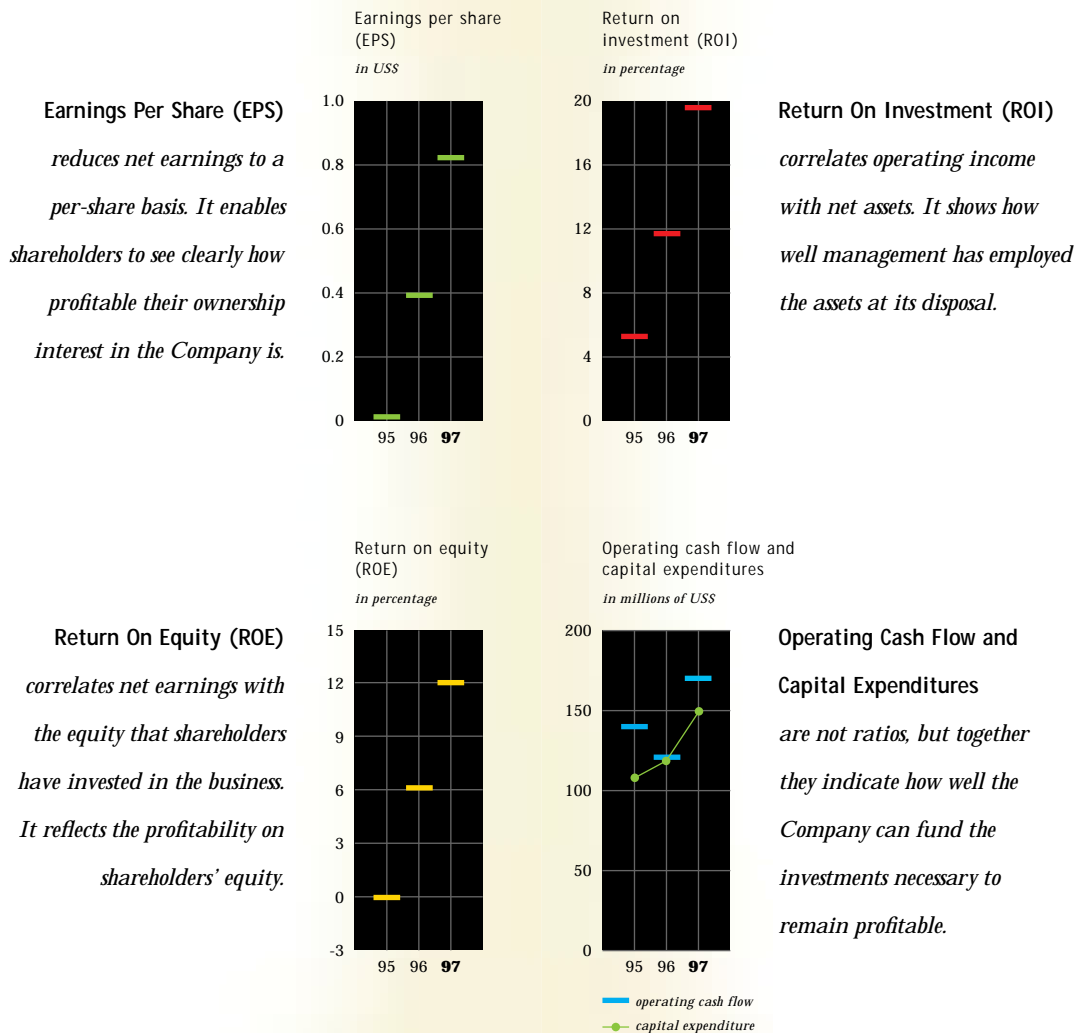 Earnings per share
(EPS)
in US$
Return on
investment (ROI)
in percentage
Earnings Per Share (EPS)
reduces net earnings to a
per-share basis. It enables
shareholders to see clearly how
profitable their ownership
interest in the Company is.
1.0
0.8
0.6
0.4
0.2
0
95 96 97
20
16
12
8
4
0
95 96 97
Return On Investment (ROI)
correlates operating income
with net assets. It shows how
well management has employed
the assets at its disposal.
Return on equity
(ROE)
in percentage
Operating cash flow and
capital expenditures
in millions of US$
Return On Equity (ROE)
correlates net earnings with
the equity that shareholders
have invested in the business.
It reflects the profitability on
shareholders' equity.
15
12
9
6
3
0
-3
95 96 97
200
150
100
50
0
95 96 97
operating cash flow
capital expenditure
Operating Cash Flow and
Capital Expenditures
are not ratios, but together
they indicate how well the
Company can fund the
investments necessary to
remain profitable.